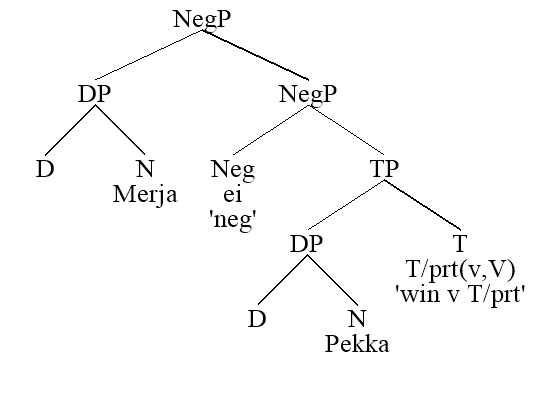 NegP
DP NegP
D N Neg TP
Merja ei
'neg'
DP T
T/prt(v,V)
'win v T/prt'
D N
Pekka